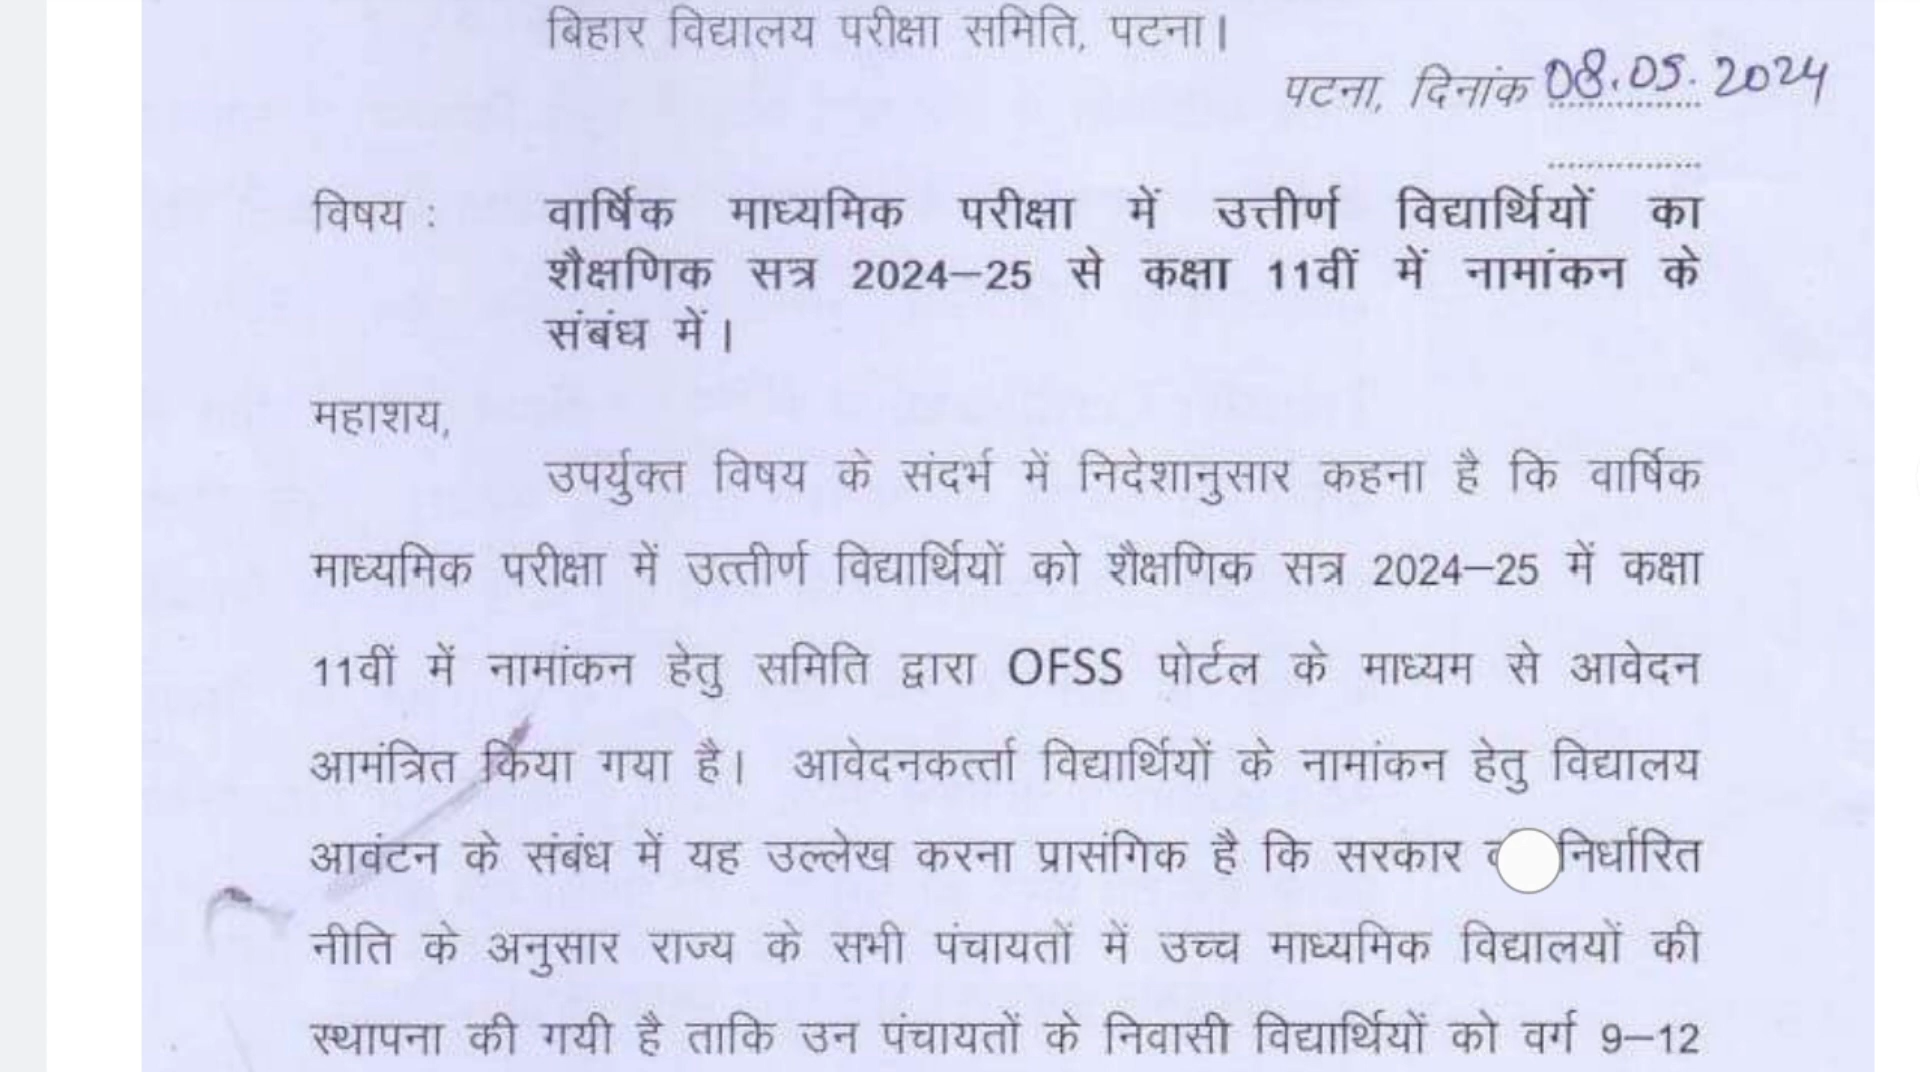 बिहार विद्यालय परीक्षा समिति, पटना।
पटना, दिनांक 08.05.2024
विषय : वार्षिक माध्यमिक परीक्षा में उत्तीर्ण विद्यार्थियों का
शैक्षणिक सत्र 2024–25 से कक्षा 11वीं में नामांकन के
संबंध में।
महाशय,
उपर्युक्त विषय के संदर्भ में निदेशानुसार कहना है कि वार्षिक
माध्यमिक परीक्षा में उत्तीर्ण विद्यार्थियों को शैक्षणिक सत्र 2024–25 में कक्षा
11वीं में नामांकन हेतु समिति द्वारा OFSS पोर्टल के माध्यम से आवेदन
आमंत्रित किया गया है। आवेदनकर्त्ता विद्यार्थियों के नामांकन हेतु विद्यालय
आवंटन के संबंध में यह उल्लेख करना प्रासंगिक है कि सरकार निर्धारित
नीति के अनुसार राज्य के सभी पंचायतों में उच्च माध्यमिक विद्यालयों की
स्थापना की गयी है ताकि उन पंचायतों के निवासी विद्यार्थियों को वर्ग 9–12